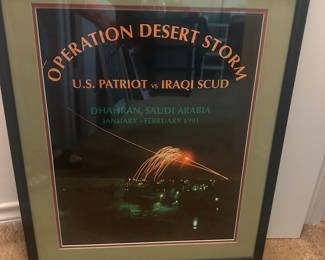 OPERATION DESERT STORM
U.S. PATRIOT vs IRAQI SCUD
DHAHRAN, SAUDI ARABIA
JANUARY - FEBRUARY 1991